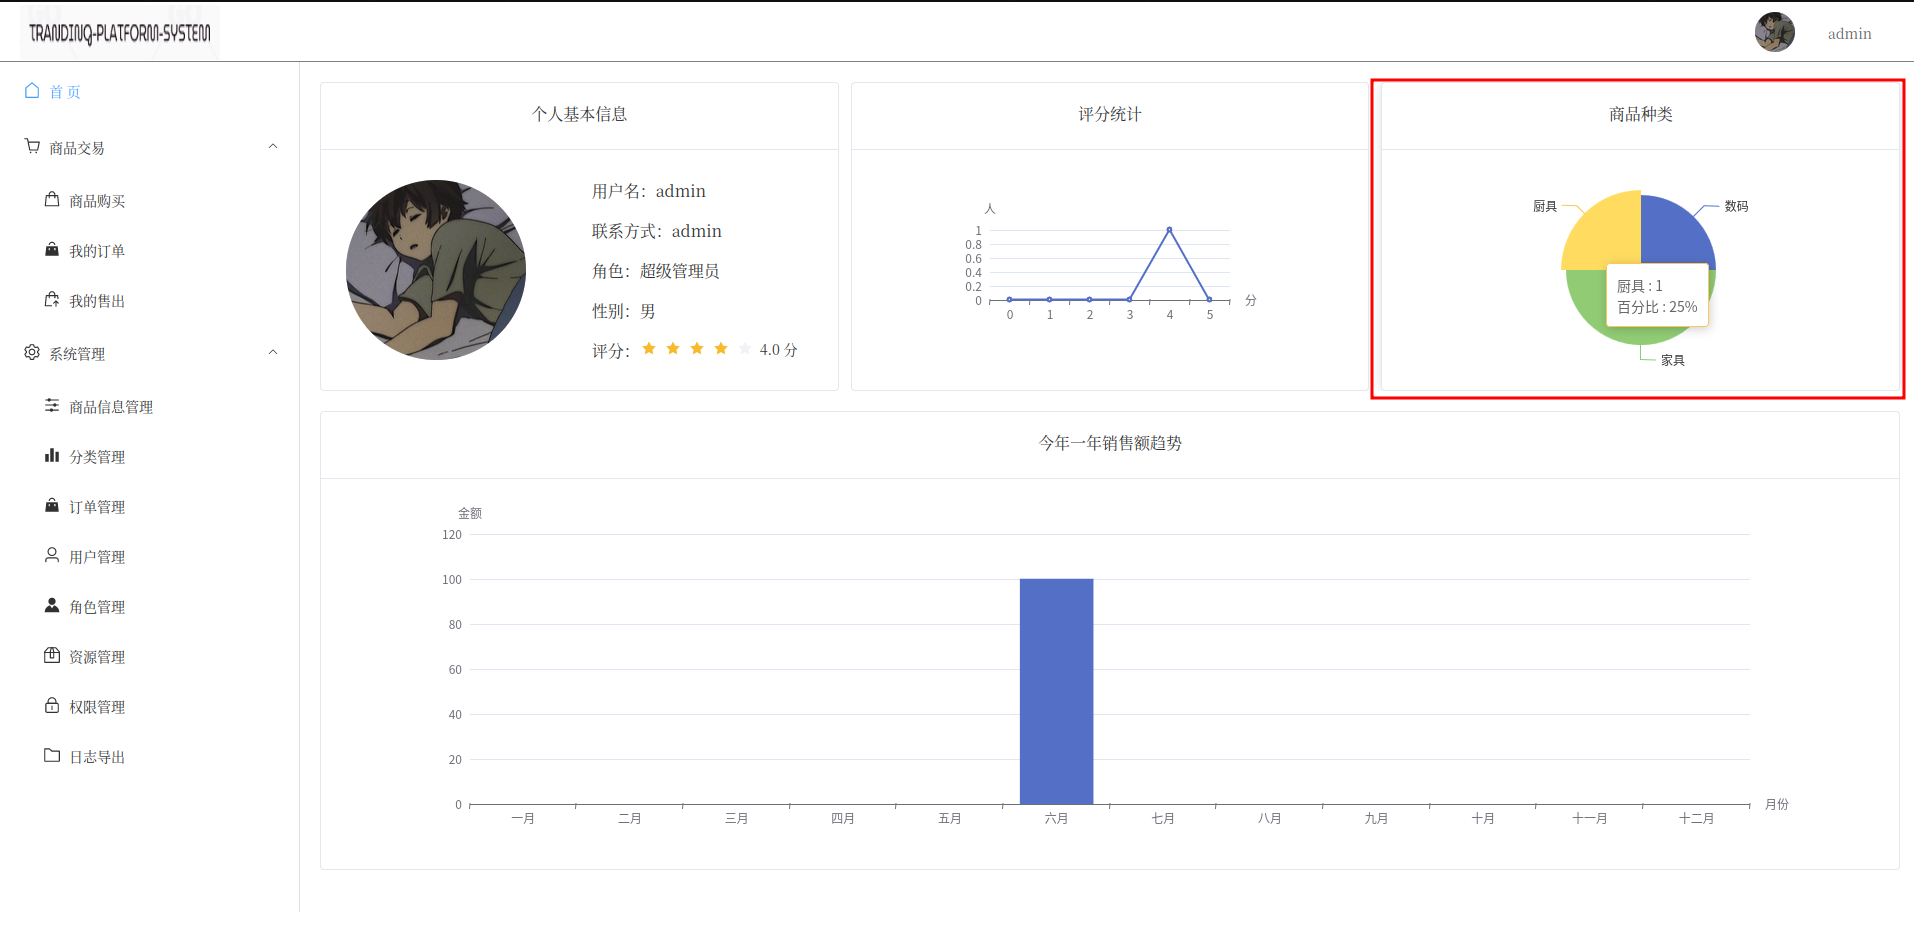 TRANDING-PLATFORM-SYSTEM
admin
首 页
商品交易
商品购买
我的订单
我的售出
系统管理
商品信息管理
分类管理
订单管理
用户管理
角色管理
资源管理
权限管理
日志导出
个人基本信息
用户名：admin
联系方式：admin
角色：超级管理员
性别：男
评分： 4.0 分
评分统计
人
1
0.8
0.6
0.4
0.2
0
0 1 2 3 4 5
分
商品种类
厨具
数码
厨具 : 1
百分比 : 25%
家具
今年一年销售额趋势
金额
120
100
80
60
40
20
0
一月 二月 三月 四月 五月 六月 七月 八月 九月 十月 十一月 十二月
月份